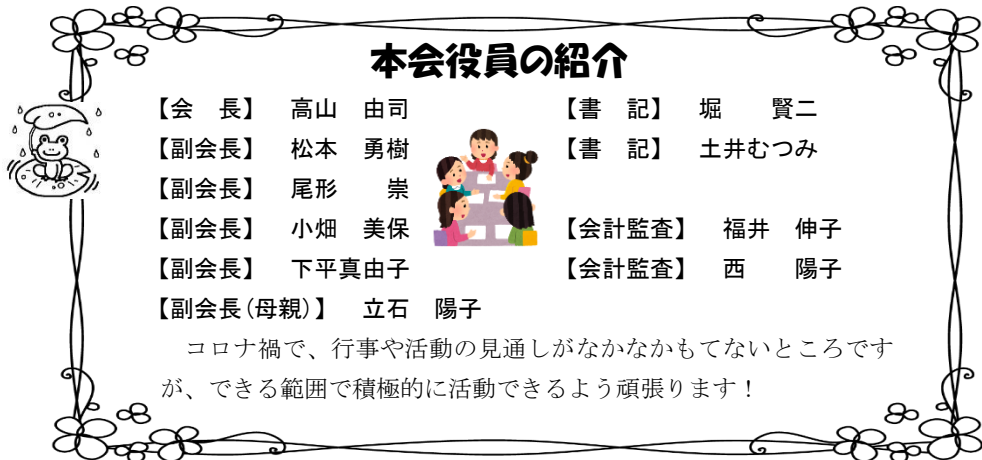 本会役員の紹介
【会　長】　高山　由司　　　　　　【書　記】　堀　　賢二
【副会長】　松本　勇樹　　　　　　【書　記】　土井むつみ
【副会長】　尾形　　崇
【副会長】　小畑　美保　　　　　　【会計監査】　福井　伸子
【副会長】　下平真由子　　　　　　【会計監査】　西　　陽子
【副会長(母親)】　立石　陽子
　コロナ禍で、行事や活動の見通しがなかなかもてないところです
が、できる範囲で積極的に活動できるよう頑張ります！